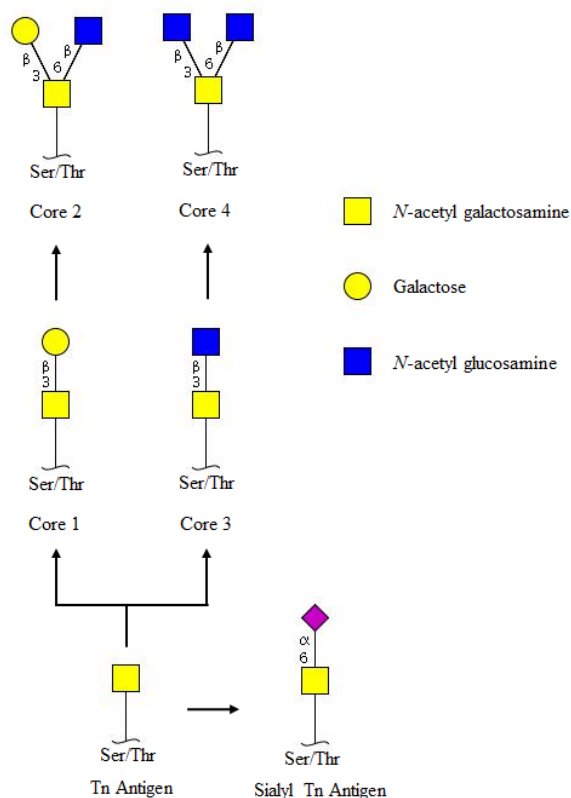 β
3
6
β
Ser/Thr
Core 2
β
3
6
β
Ser/Thr
Core 4
N-acetyl galactosamine
Galactose
N-acetyl glucosamine
β
3
Ser/Thr
Core 1
β
3
Ser/Thr
Core 3
Ser/Thr
Tn Antigen
α
6
Ser/Thr
Sialyl Tn Antigen